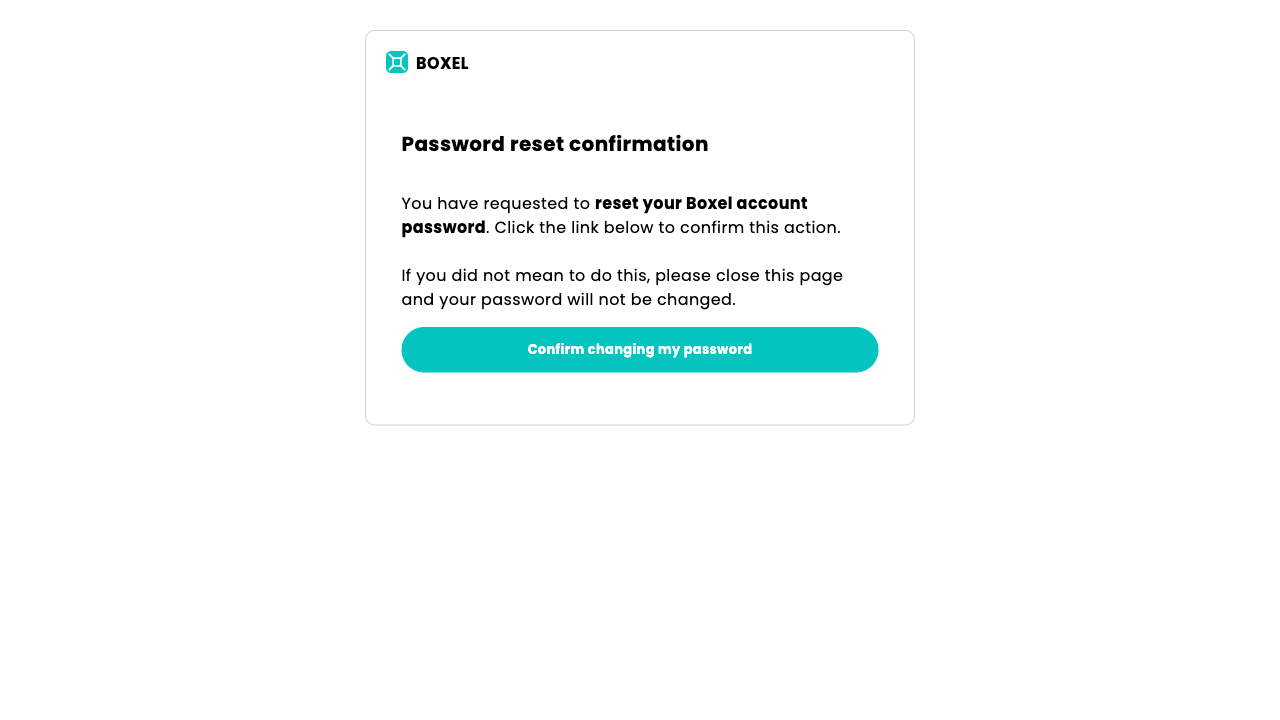 BOXEL
Password reset confirmation
You have requested to reset your Boxel account
password. Click the link below to confirm this action.
If you did not mean to do this, please close this page
and your password will not be changed.
Confirm changing my password